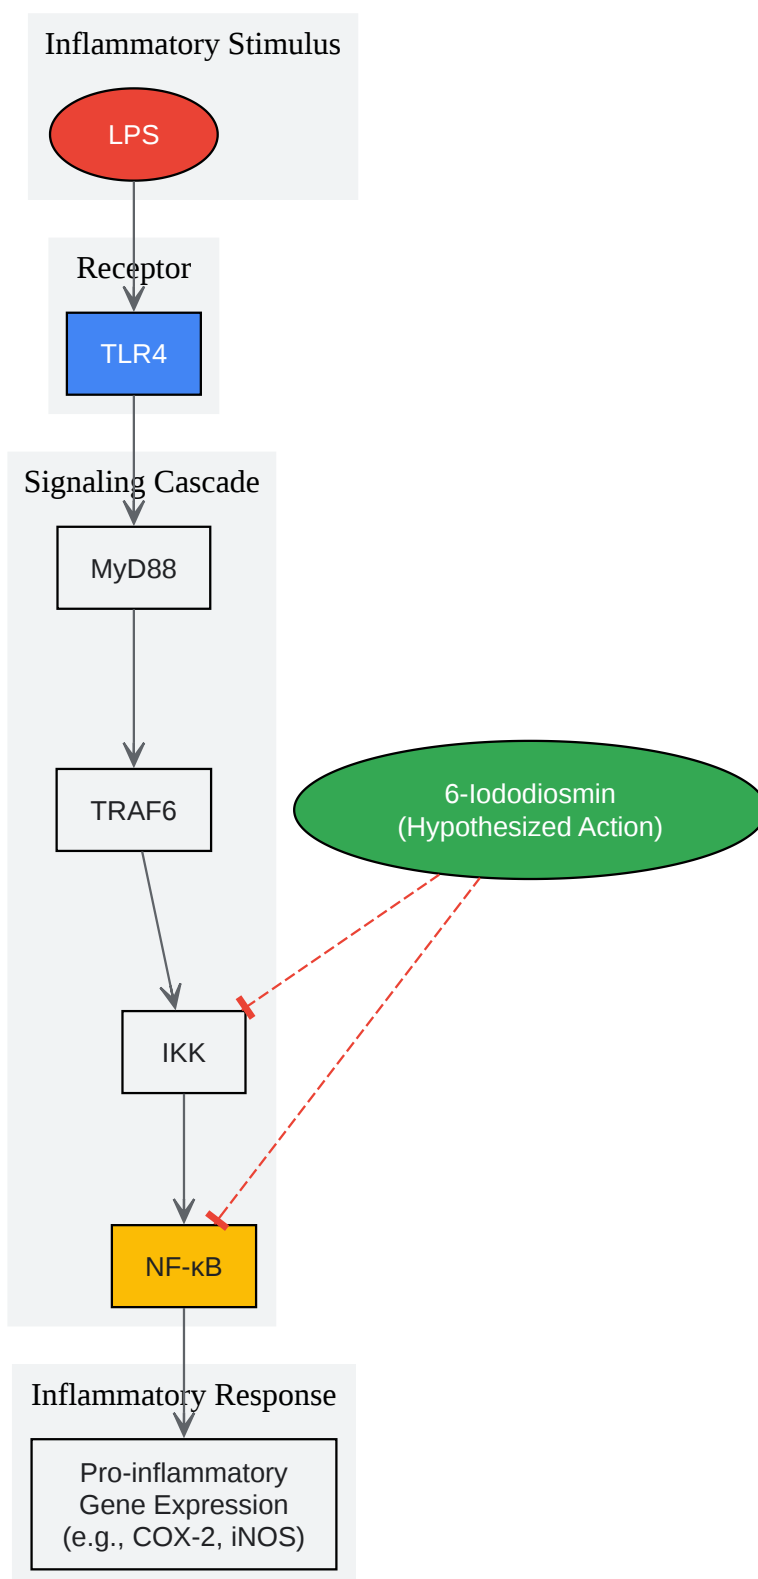 Inflammatory Stimulus
LPS
Receptor
TLR4
Signaling Cascade
MyD88
TRAF6
6-Iododiosmin
(Hypothesized Action)
IKK
NF-κB
Inflammatory Response
Pro-inflammatory
Gene Expression
(e.g., COX-2, iNOS)